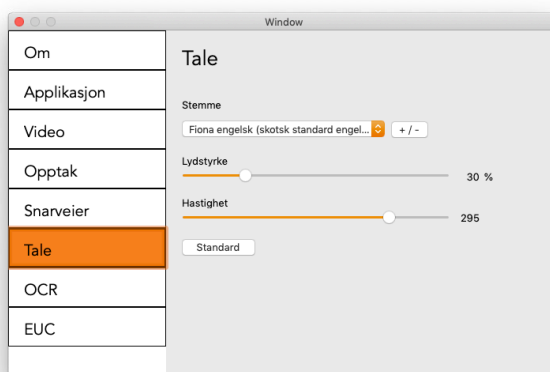 Window
Om
Applikasjon
Video
Opptak
Snarveier
Tale
OCR
EUC
Tale
Stemme
Fiona engelsk (skotsk standard engel... + / -
Lydstyrke
30 %
Hastighet
295
Standard